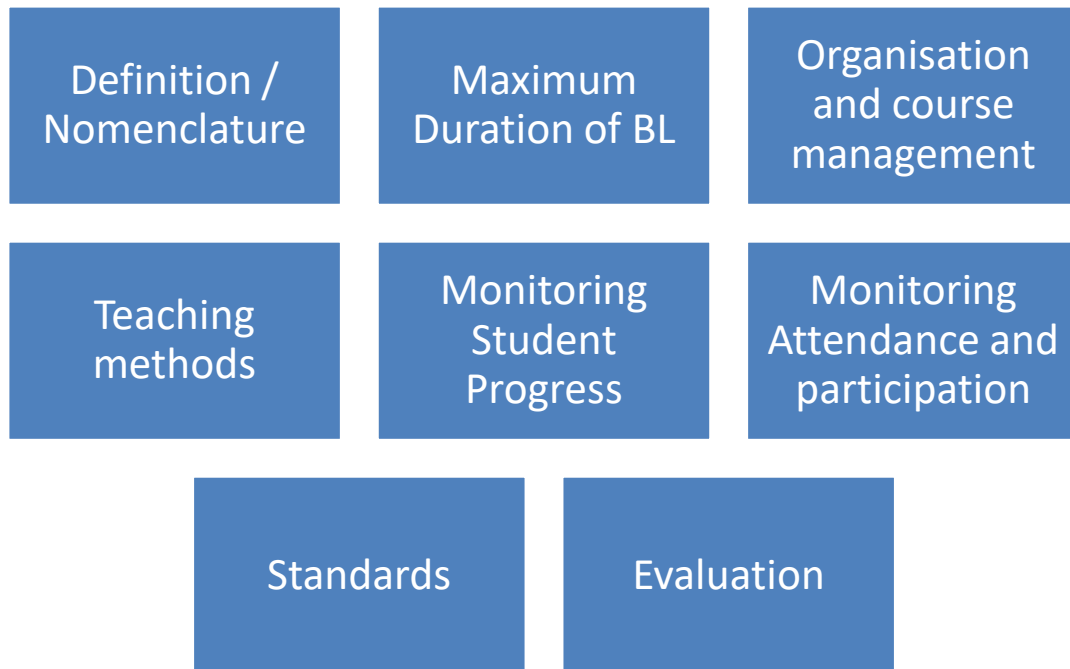 Definition /
Nomenclature
Maximum
Duration of BL
Organisation
and course
management
Teaching
methods
Monitoring
Student
Progress
Monitoring
Attendance and
participation
Standards
Evaluation